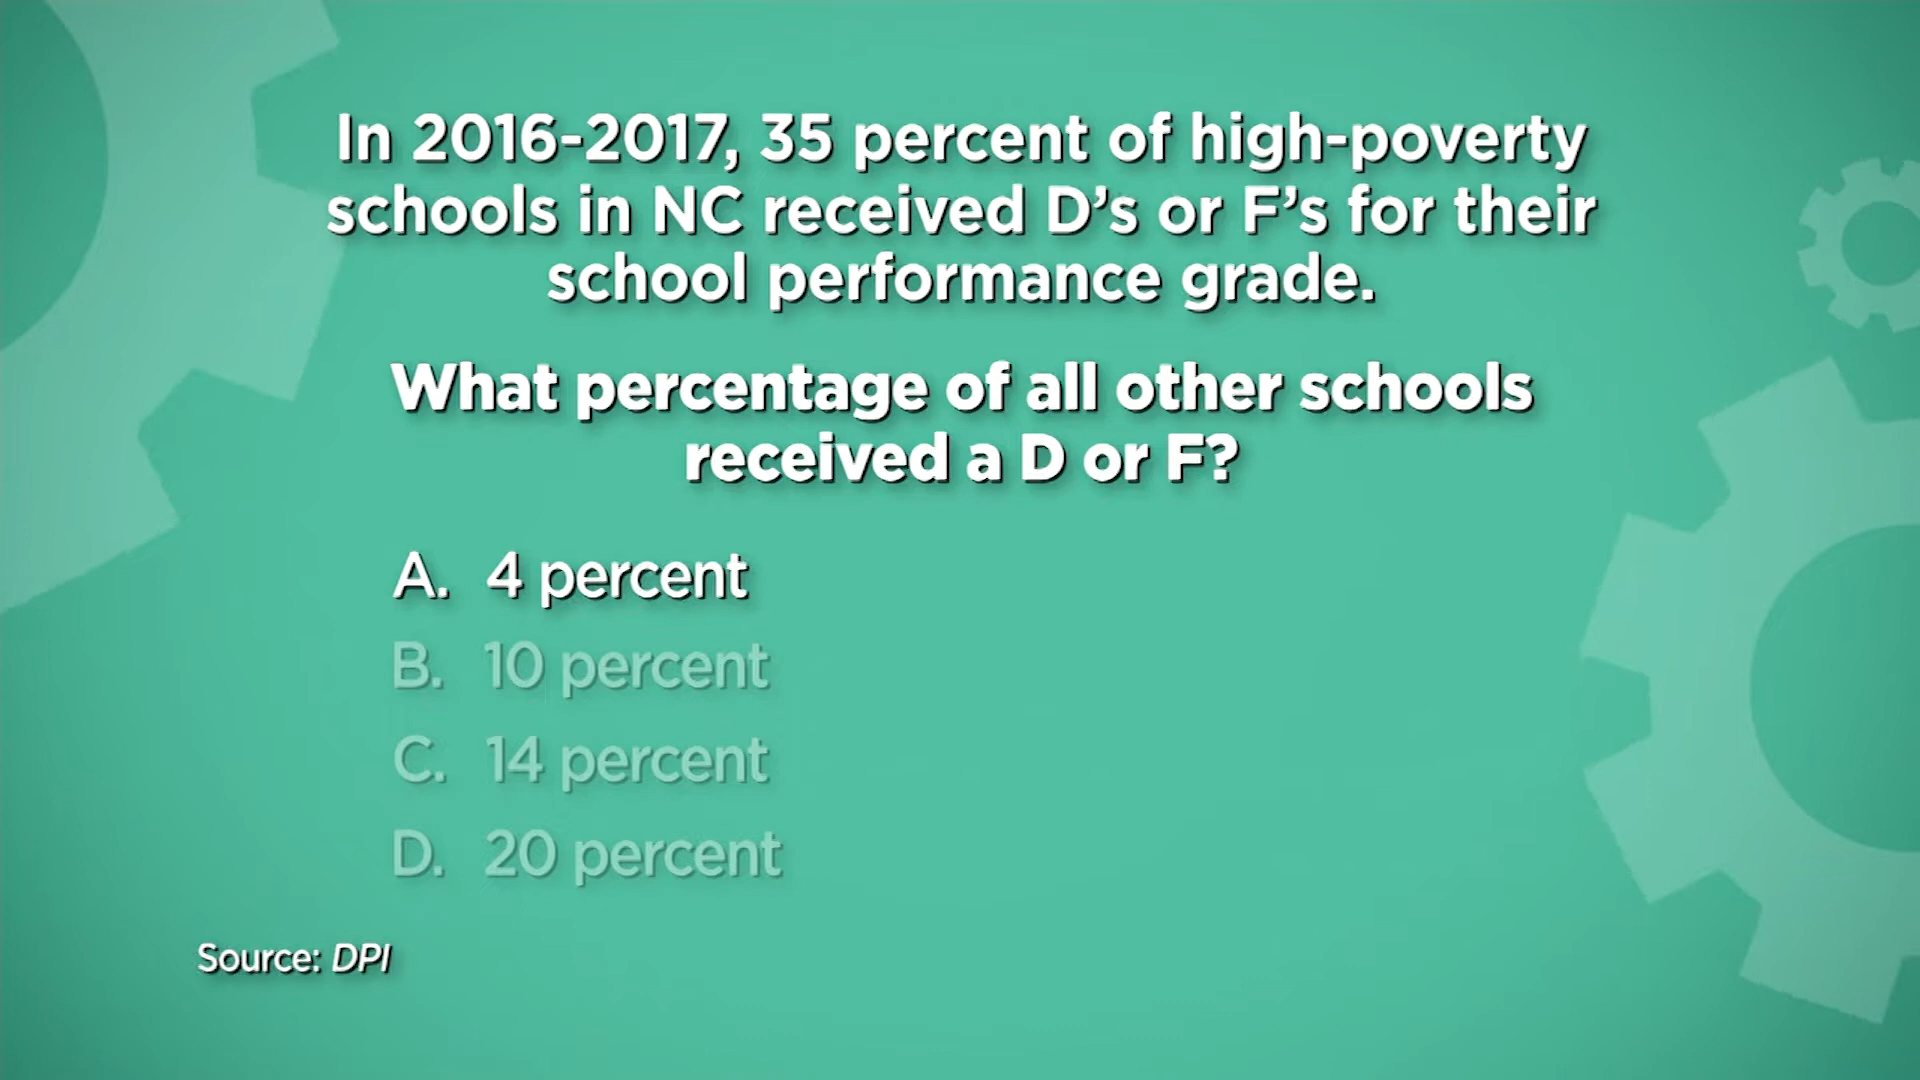 In 2016-2017, 35 percent of high-poverty
schools in NC received D’s or F’s for their
school performance grade.
What percentage of all other schools
received a D or F?
A. 4 percent
B. 10 percent
C. 14 percent
D. 20 percent
Source: DPI